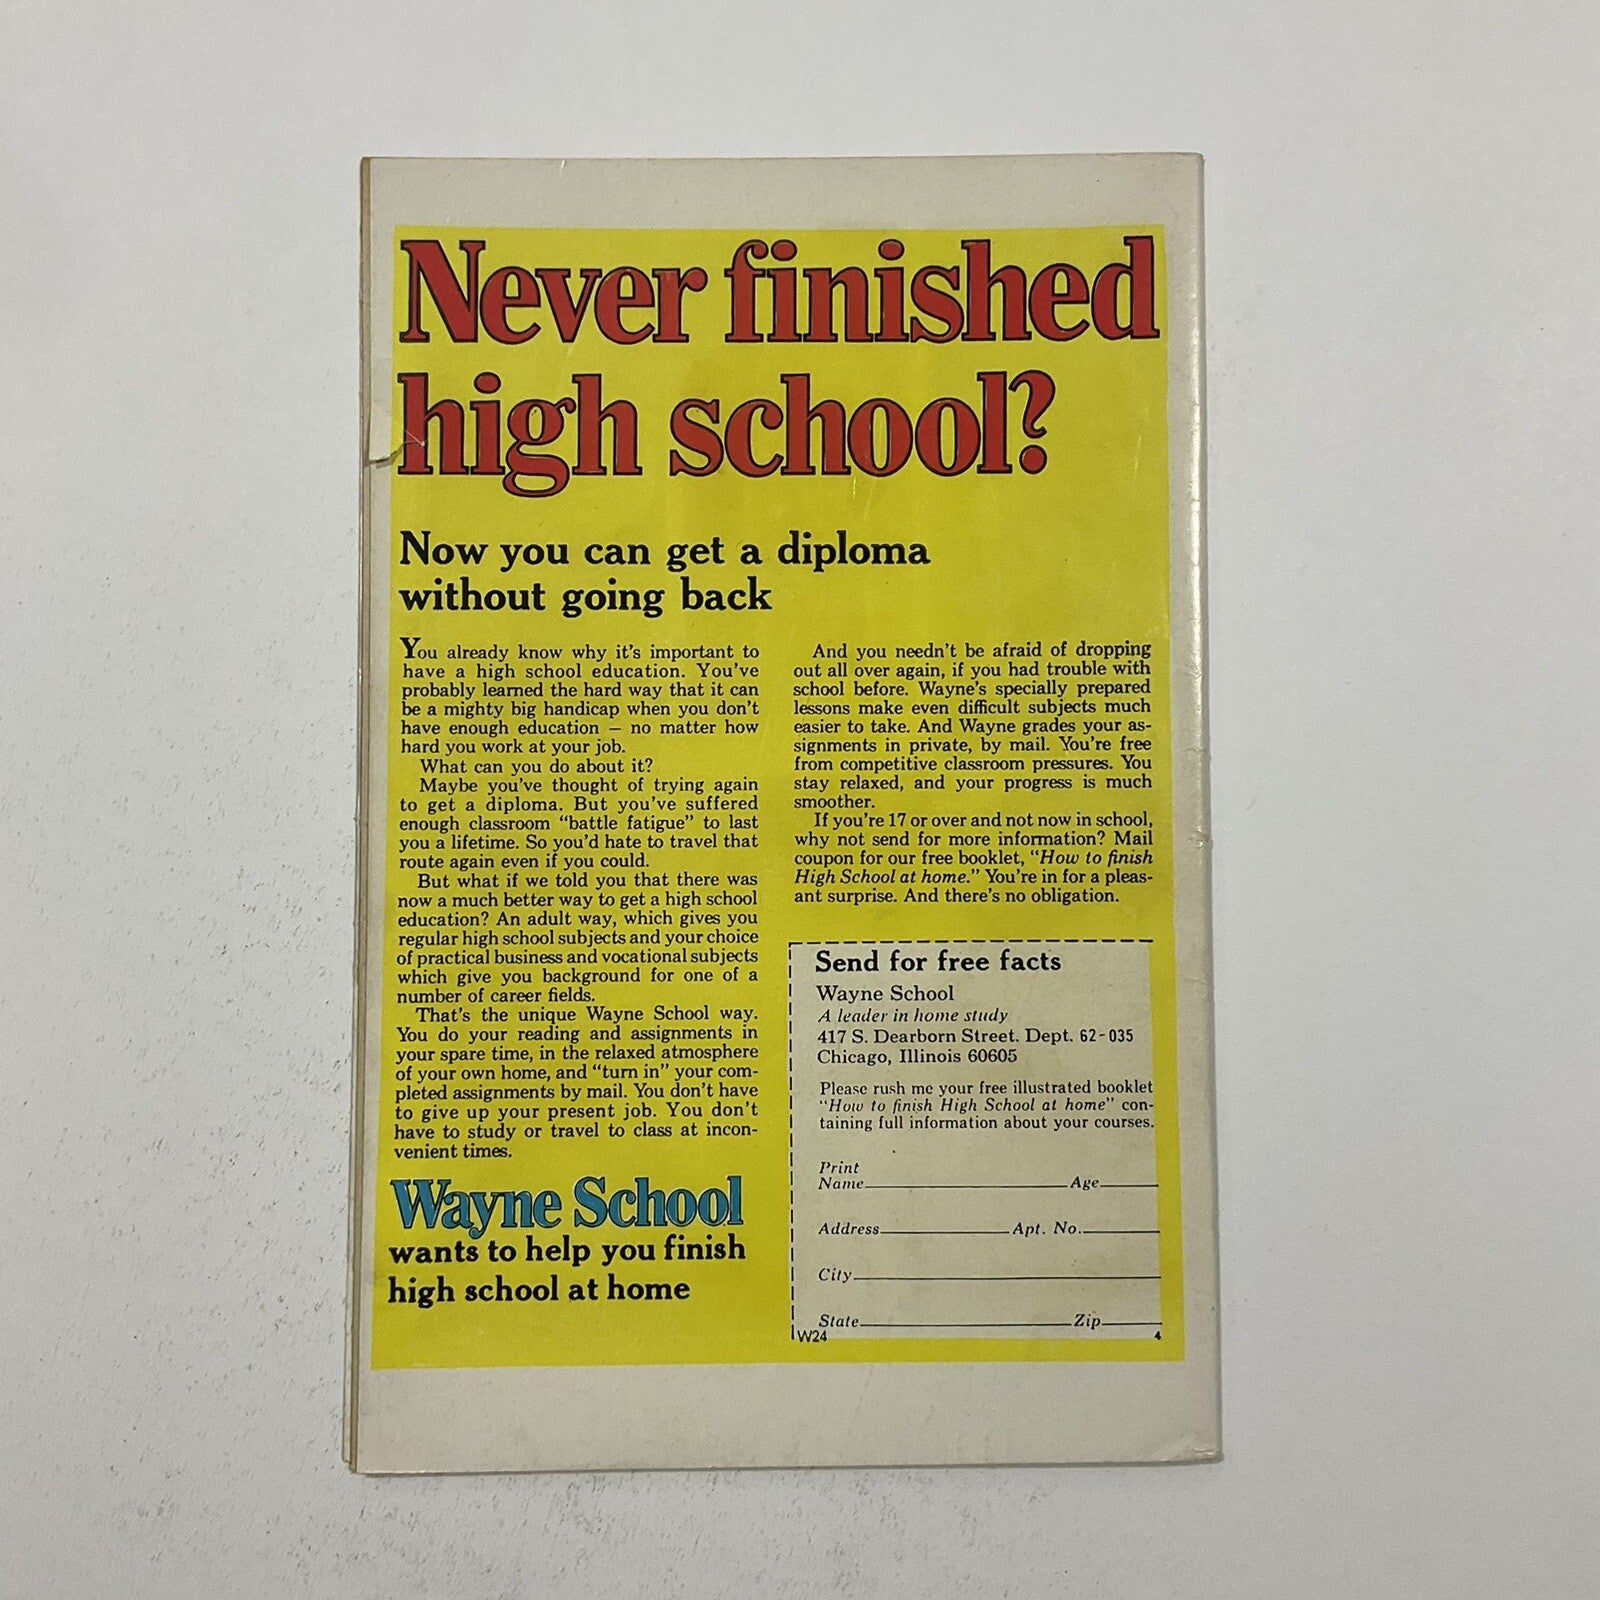 Never finished
high school?
Now you can get a diploma
without going back
You already know why it's important to
have a high school education. You've
probably learned the hard way that it can
be a mighty big handicap when you don't
have enough education – no matter how
hard you work at your job.
What can you do about it?
Maybe you've thought of trying again
to get a diploma. But you've suffered
enough classroom "battle fatigue" to last
you a lifetime. So you'd hate to travel that
route again even if you could.
But what if we told you that there was
now a much better way to get a high school
education? An adult way, which gives you
regular high school subjects and your choice
of practical business and vocational subjects
which give you background for one of a
number of career fields.
That's the unique Wayne School way.
You do your reading and assignments in
your spare time, in the relaxed atmosphere
of your own home, and "turn in" your com-
pleted assignments by mail. You don't have
to give up your present job. You don't
have to study or travel to class at incon-
venient times.
Wayne School
wants to help you finish
high school at home
And you needn't be afraid of dropping
out all over again, if you had trouble with
school before. Wayne's specially prepared
lessons make even difficult subjects much
easier to take. And Wayne grades your as-
signments in private, by mail. You're free
from competitive classroom pressures. You
stay relaxed, and your progress is much
smoother.
If you're 17 or over and not now in school,
why not send for more information? Mail
coupon for our free booklet, "How to finish
High School at home." You're in for a pleas-
ant surprise. And there's no obligation.
Send for free facts
Wayne School
A leader in home study
417 S. Dearborn Street. Dept. 62-035
Chicago, Illinois 60605
Please rush me your free illustrated booklet
"How to finish High School at home" con-
taining full information about your courses.
Print
Name Age
Address Apt. No.
City
State Zip
W24 4